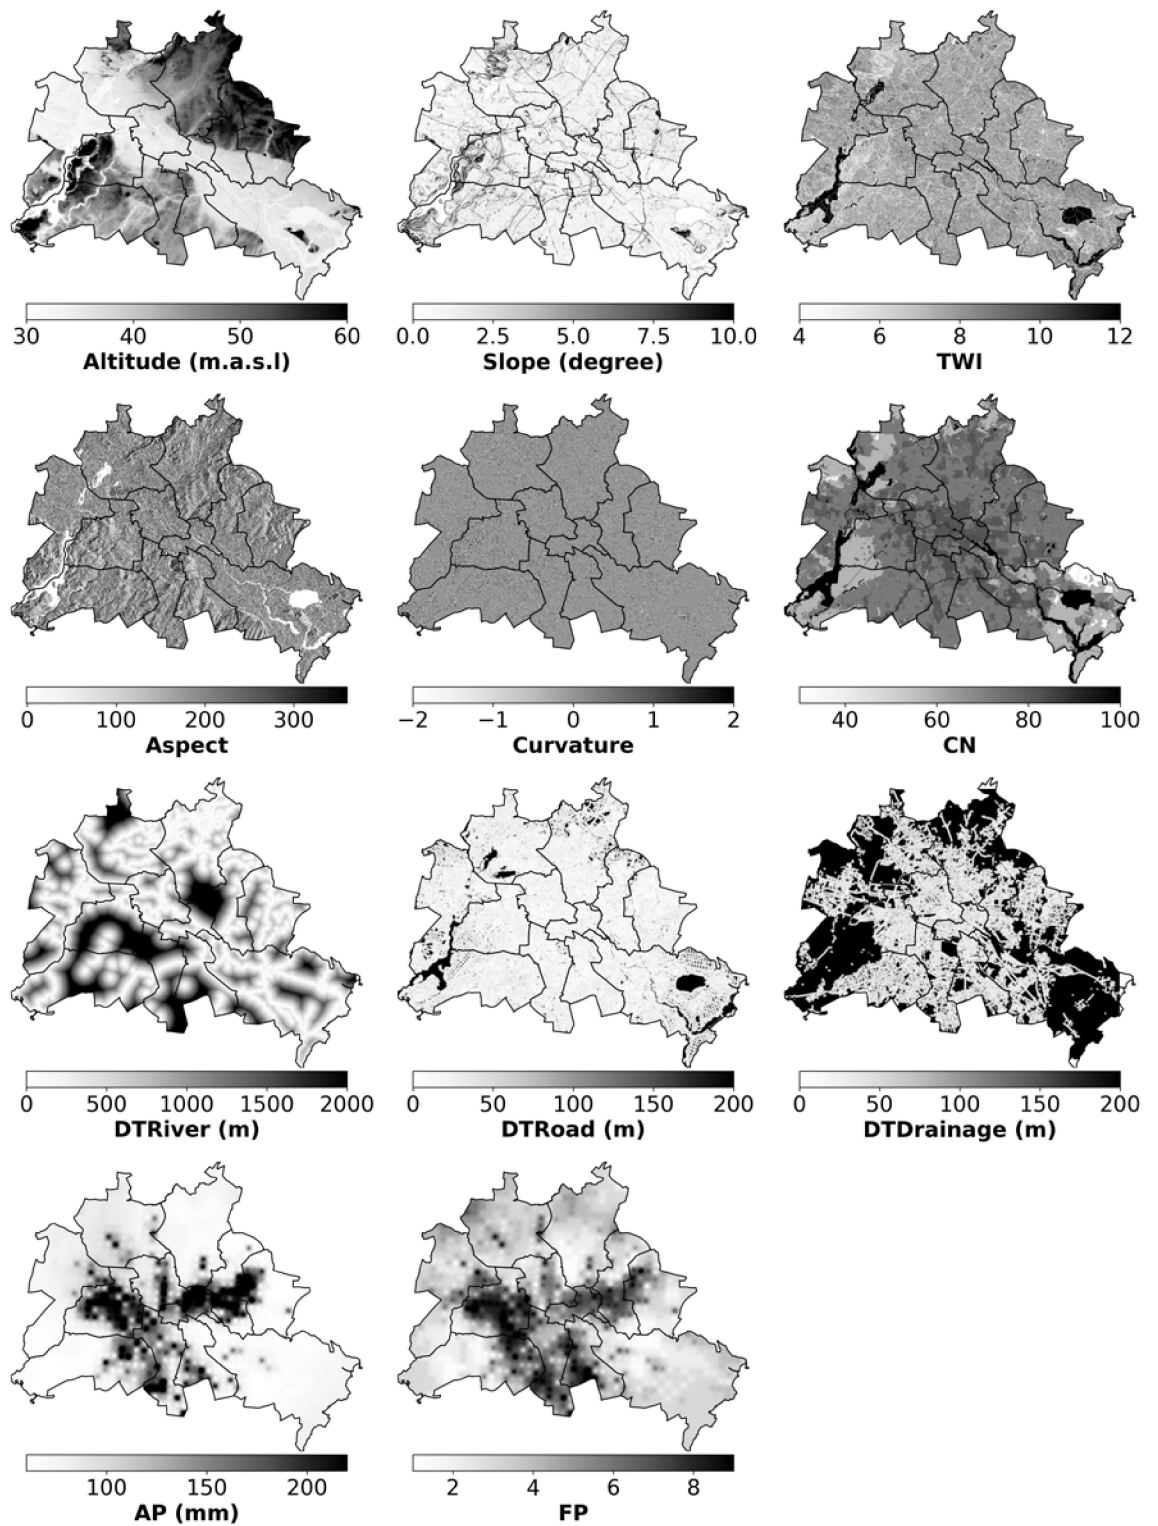 30 40 50 60
Altitude (m.a.s.l)
0.0 2.5 5.0 7.5 10.0
Slope (degree)
4 6 8 10 12
TWI
0 100 200 300
Aspect
−2 −1 0 1 2
Curvature
40 60 80 100
CN
0 500 1000 1500 2000
DTRiver (m)
0 50 100 150 200
DTRoad (m)
0 50 100 150 200
DTDrainage (m)
100 150 200
AP (mm)
2 4 6 8
FP